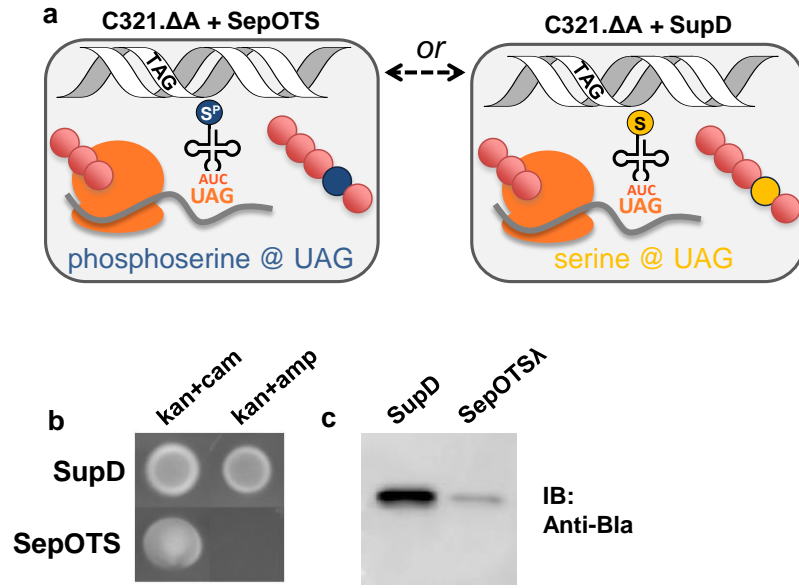 a
C321.ΔA + SepOTS
or
C321.ΔA + SupD
TAG
SP
AUC
UAG
phosphoserine @ UAG
TAG
S
AUC
UAG
serine @ UAG
b
kan+cam
kan+amp
SupD
SepOTS
c
SupD
SepOTSλ
IB:
Anti-Bla